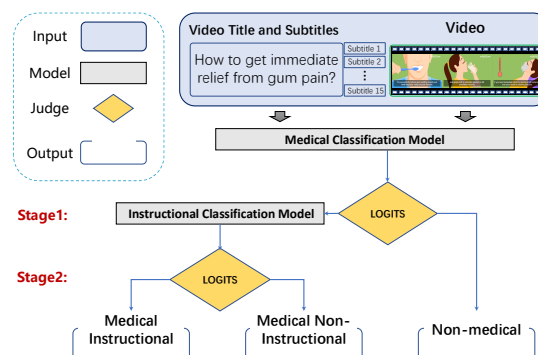 Input
Model
Judge
Output
Video Title and Subtitles
How to get immediate
relief from gum pain?
Subtitle 1
Subtitle 2
⋮
Subtitle 15
Video
Medical Classification Model
Stage1:
Instructional Classification Model
LOGITS
Stage2:
LOGITS
Medical
Instructional
Medical Non-
Instructional
Non-medical